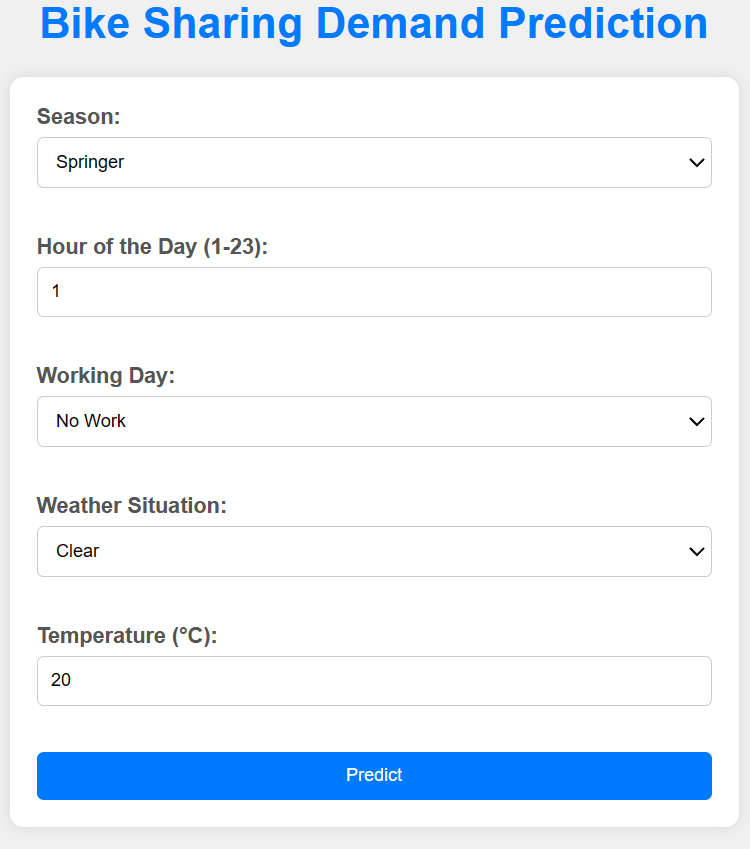 Bike Sharing Demand Prediction
Season:
Springer
Hour of the Day (1-23):
1
Working Day:
No Work
Weather Situation:
Clear
Temperature (°C):
20
Predict